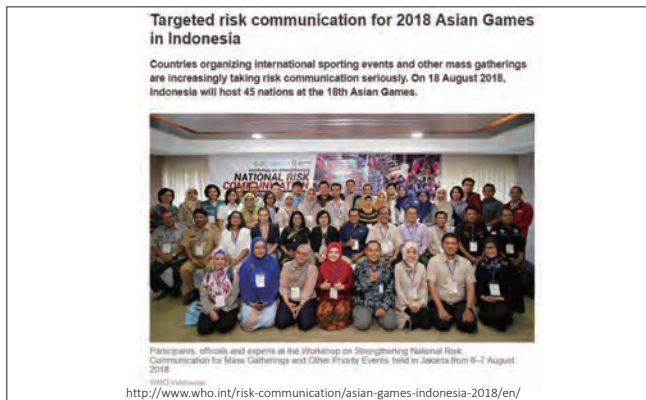 Targeted risk communication for 2018 Asian Games
in Indonesia
Countries organizing international sporting events and other mass gatherings
are increasingly taking risk communication seriously. On 18 August 2018,
Indonesia will host 45 nations at the 18th Asian Games.
NATIONAL RISK
COMMUNICATION
Participants, officials and experts at the Workshop on Strengthening National Risk
Communication for Mass Gatherings and Other Priority Events, held in Jakarta from 6–7 August
2018
WHO Indonesia
http://www.who.int/risk-communication/asian-games-indonesia-2018/en/